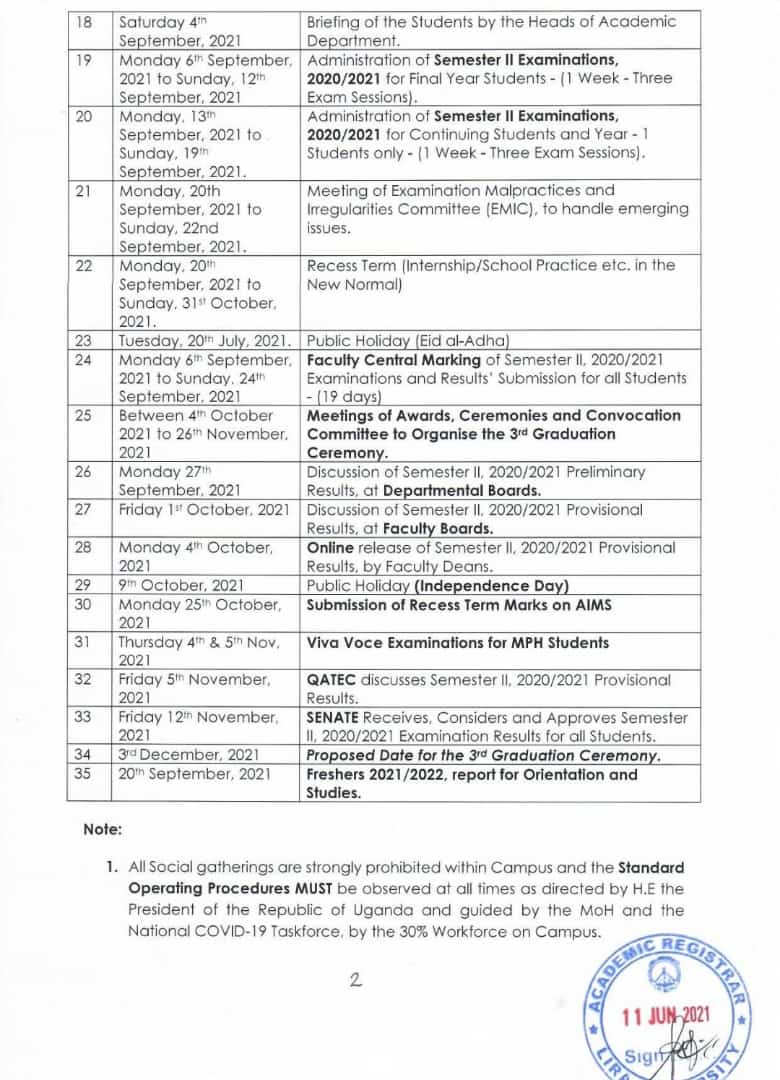 18 Saturday 4th Briefing of the Students by the Heads of Academic
September, 2021 Department.
19 Monday 6th September, Administration of Semester II Examinations,
2021 to Sunday, 12th 2020/2021 for Final Year Students - (1 Week - Three
September, 2021 Exam Sessions).
20 Monday, 13th Administration of Semester II Examinations,
September, 2021 to 2020/2021 for Continuing Students and Year - 1
Sunday, 19th Students only - (1 Week - Three Exam Sessions).
September, 2021.
21 Monday, 20th Meeting of Examination Malpractices and
September, 2021 to Irregularities Committee (EMIC), to handle emerging
Sunday, 22nd issues.
September, 2021.
22 Monday, 20th Recess Term (Internship/School Practice etc. in the
September, 2021 to New Normal)
Sunday, 31st October,
2021.
23 Tuesday, 20th July, 2021. Public Holiday (Eid al-Adha)
24 Monday 6th September, Faculty Central Marking of Semester II, 2020/2021
2021 to Sunday, 24th Examinations and Results' Submission for all Students
September, 2021 - (19 days)
25 Between 4th October Meetings of Awards, Ceremonies and Convocation
2021 to 26th November, Committee to Organise the 3rd Graduation
2021 Ceremony.
26 Monday 27th Discussion of Semester II, 2020/2021 Preliminary
September, 2021 Results, at Departmental Boards.
27 Friday 1st October, 2021 Discussion of Semester II, 2020/2021 Provisional
Results, at Faculty Boards.
28 Monday 4th October, Online release of Semester II, 2020/2021 Provisional
2021 Results, by Faculty Deans.
29 9th October, 2021 Public Holiday (Independence Day)
30 Monday 25th October, Submission of Recess Term Marks on AIMS
2021
31 Thursday 4th & 5th Nov, Viva Voce Examinations for MPH Students
2021
32 Friday 5th November, QATEC discusses Semester II, 2020/2021 Provisional
2021 Results.
33 Friday 12th November, SENATE Receives, Considers and Approves Semester
2021 II, 2020/2021 Examination Results for all Students.
34 3rd December, 2021 Proposed Date for the 3rd Graduation Ceremony.
35 20th September, 2021 Freshers 2021/2022, report for Orientation and
Studies.
Note:
1. All Social gatherings are strongly prohibited within Campus and the Standard
Operating Procedures MUST be observed at all times as directed by H.E the
President of the Republic of Uganda and guided by the MoH and the
National COVID-19 Taskforce, by the 30% Workforce on Campus.
2
ACADEMIC REGISTRAR
11 JUN 2021
Sign